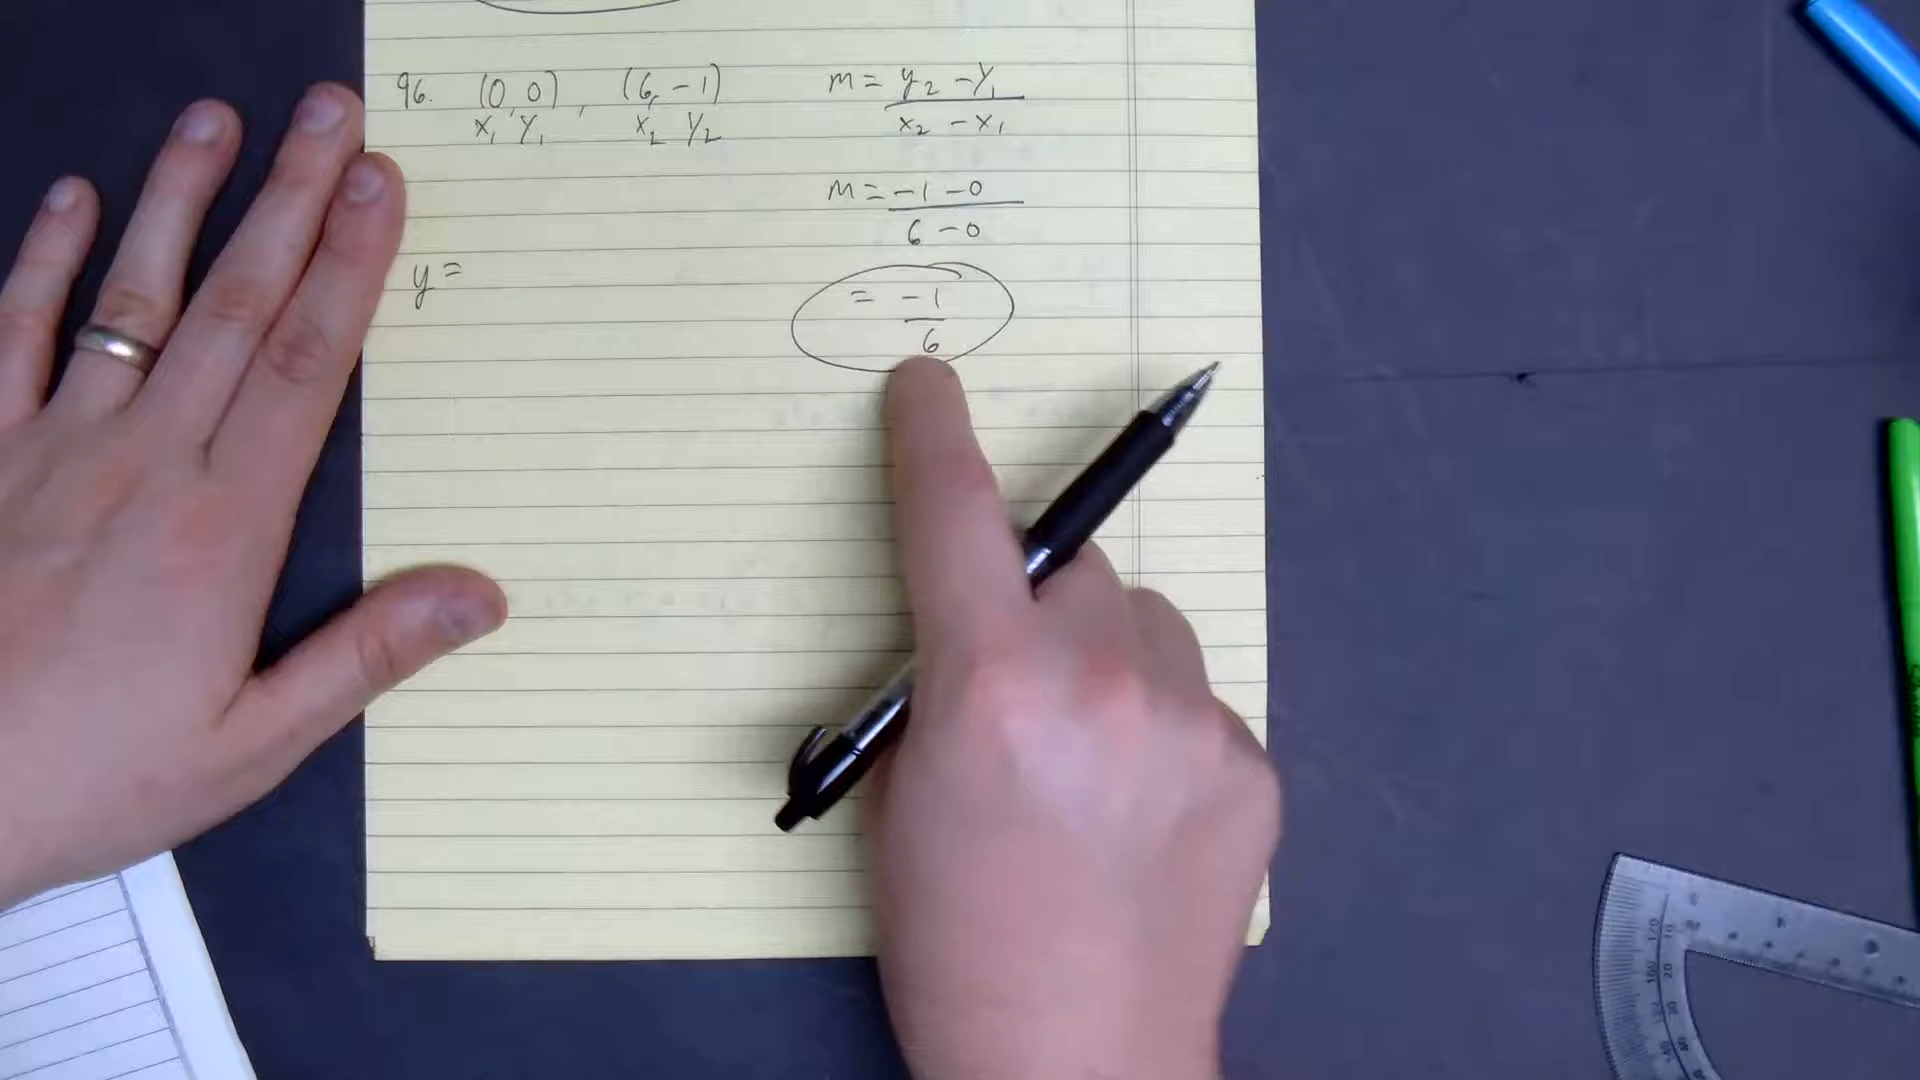 96. (0,0), (6,-1) m = y₂ - y₁
x₁ y₁ x₂ y₂ x₂ - x₁
m = -1 - 0
6 - 0
y =
= -1
6